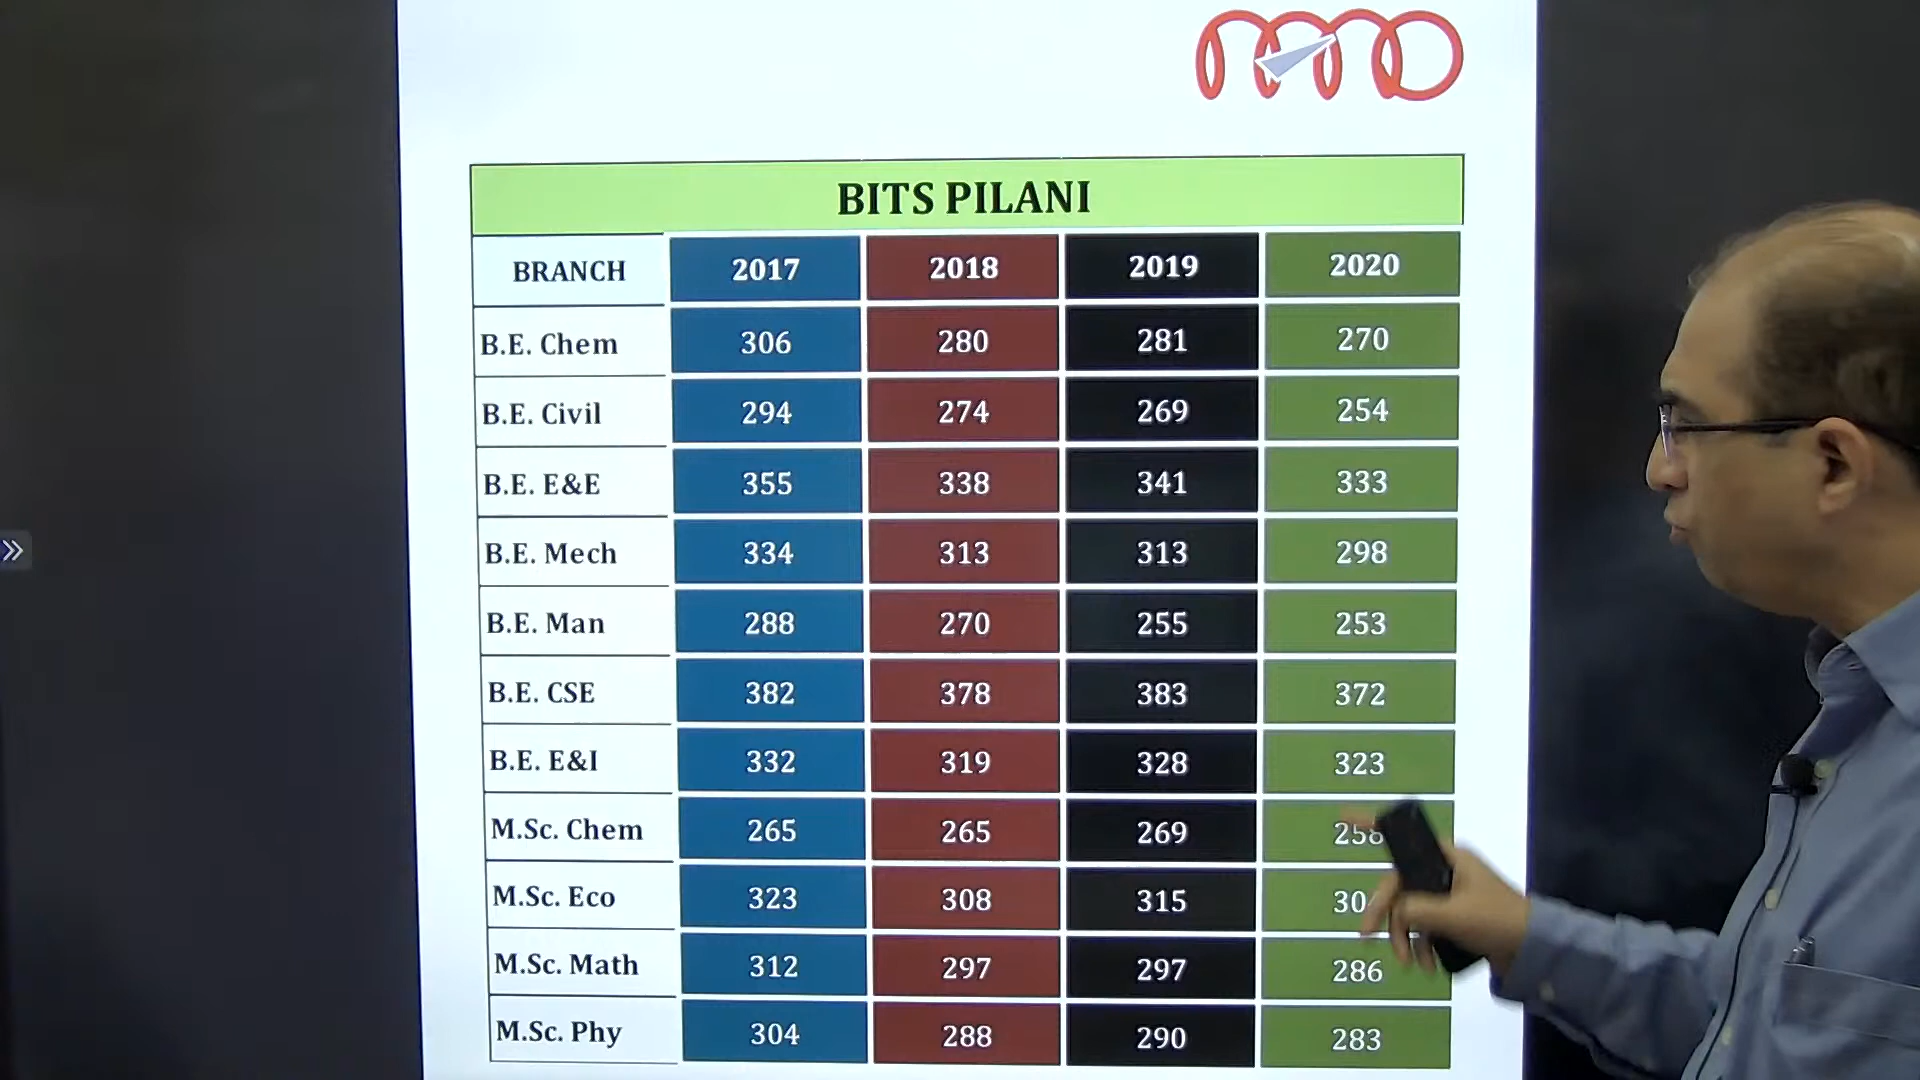 BITS PILANI
BRANCH 2017 2018 2019 2020
B.E. Chem 306 280 281 270
B.E. Civil 294 274 269 254
B.E. E&E 355 338 341 333
B.E. Mech 334 313 313 298
B.E. Man 288 270 255 253
B.E. CSE 382 378 383 372
B.E. E&I 332 319 328 323
M.Sc. Chem 265 265 269 258
M.Sc. Eco 323 308 315
M.Sc. Math 312 297 297 286
M.Sc. Phy 304 288 290 283